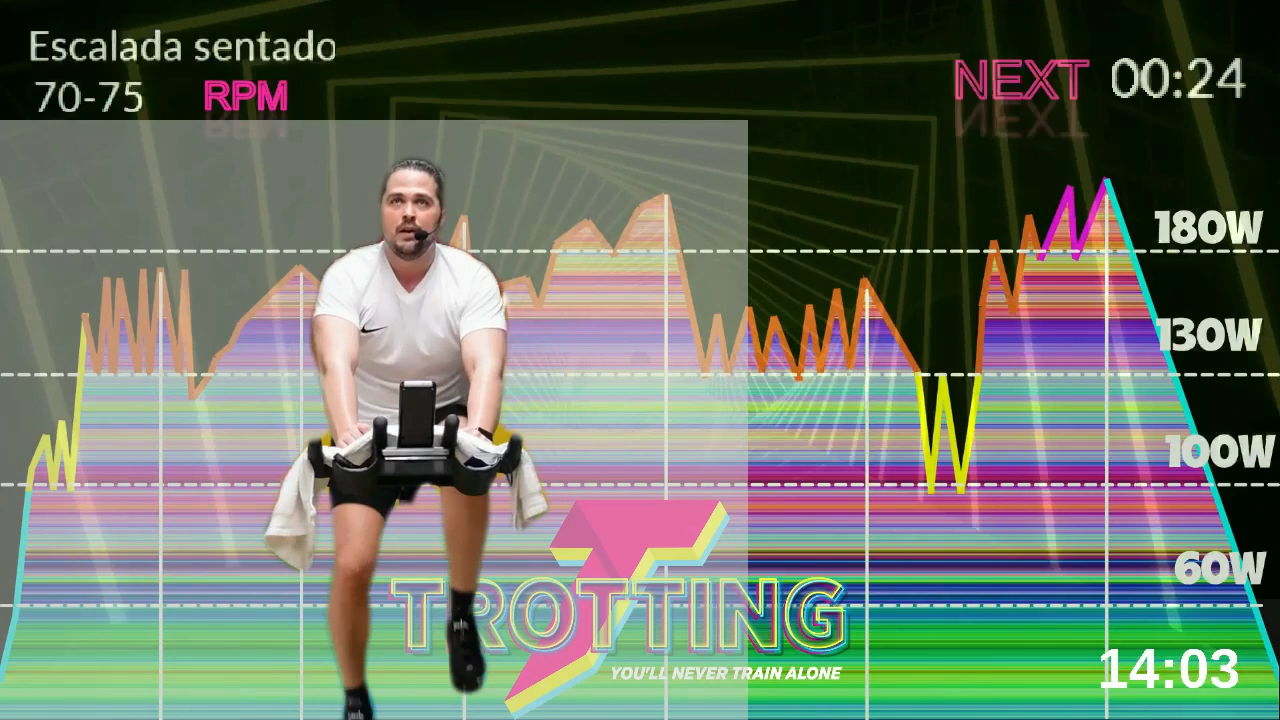 Escalada sentado
70-75 RPM
NEXT 00:24
180W
130W
100W
60W
TROTTING
YOU'LL NEVER TRAIN ALONE
14:03